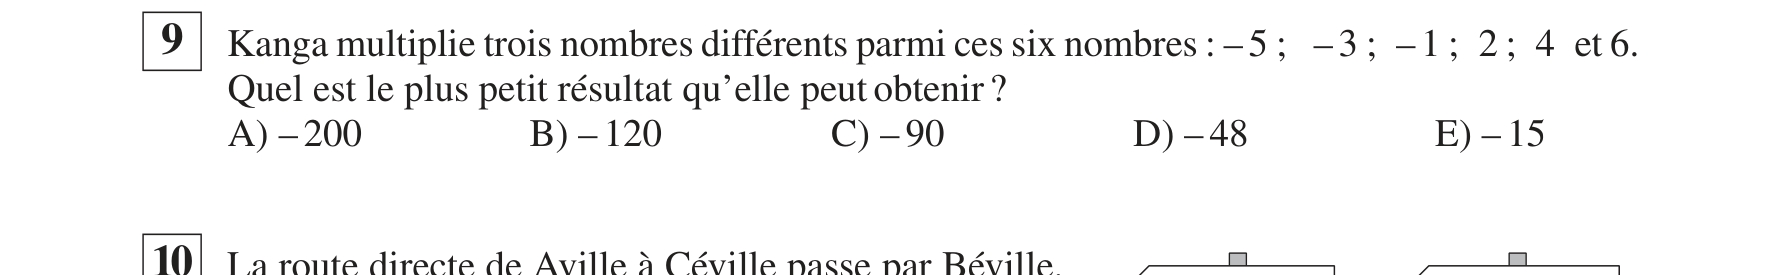 9 Kanga multiplie trois nombres différents parmi ces six nombres : – 5 ; – 3 ; – 1 ; 2 ; 4 et 6.
Quel est le plus petit résultat qu’elle peut obtenir ?
A) – 200 B) – 120 C) – 90 D) – 48 E) – 15
10 La route directe de Aville à Céville passe par Béville.